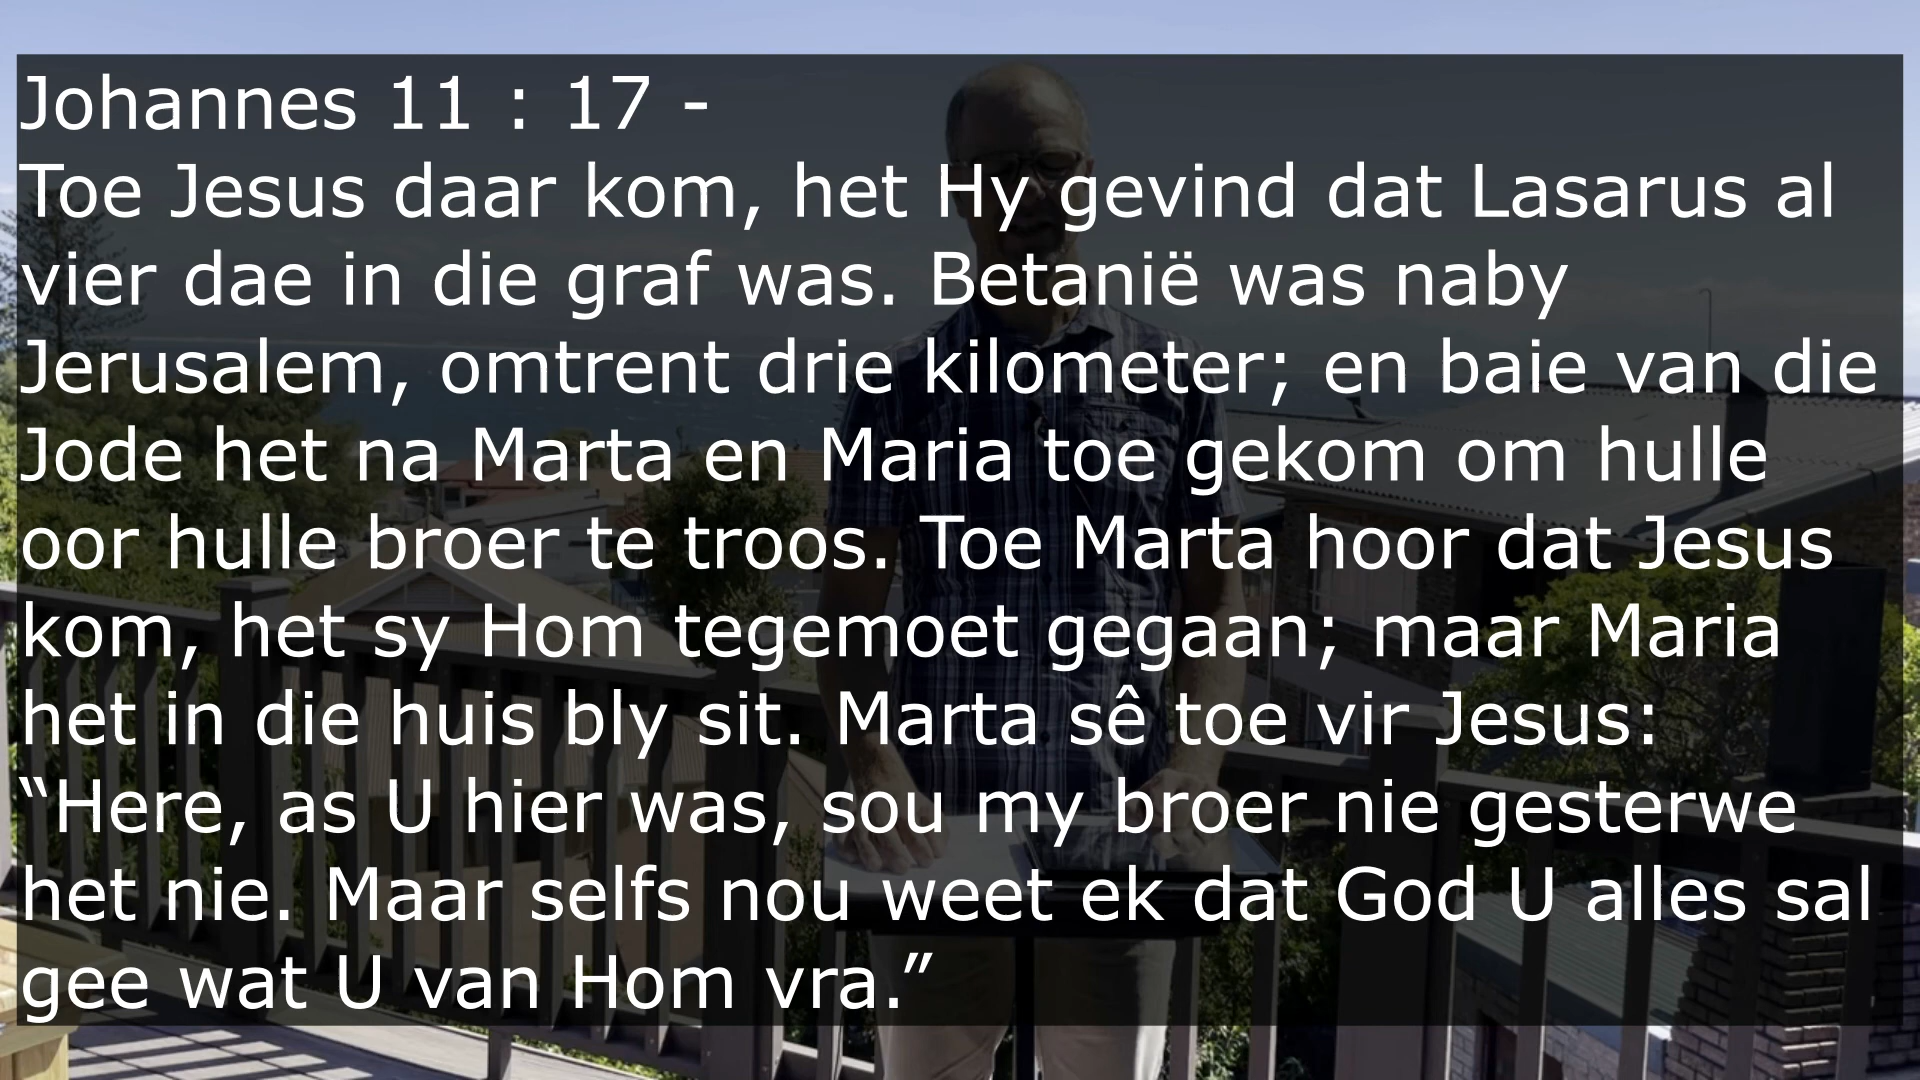 Johannes 11 : 17 -
Toe Jesus daar kom, het Hy gevind dat Lasarus al
vier dae in die graf was. Betanië was naby
Jerusalem, omtrent drie kilometer; en baie van die
Jode het na Marta en Maria toe gekom om hulle
oor hulle broer te troos. Toe Marta hoor dat Jesus
kom, het sy Hom tegemoet gegaan; maar Maria
het in die huis bly sit. Marta sê toe vir Jesus:
“Here, as U hier was, sou my broer nie gesterwe
het nie. Maar selfs nou weet ek dat God U alles sal
gee wat U van Hom vra.”